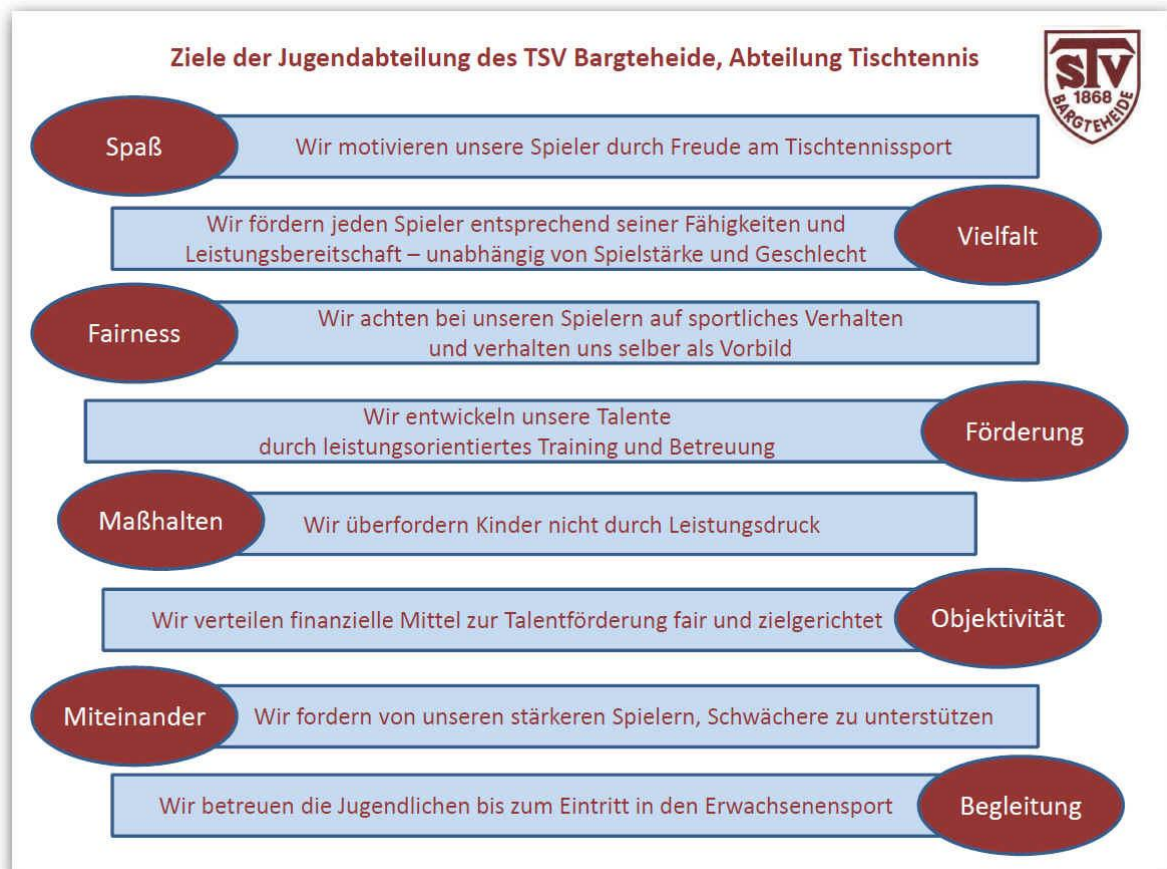 Ziele der Jugendabteilung des TSV Bargteheide, Abteilung Tischtennis
STV
1868
BARGTEHEIDE
Spaß
Wir motivieren unsere Spieler durch Freude am Tischtennissport
Wir fördern jeden Spieler entsprechend seiner Fähigkeiten und
Leistungsbereitschaft – unabhängig von Spielstärke und Geschlecht
Vielfalt
Fairness
Wir achten bei unseren Spielern auf sportliches Verhalten
und verhalten uns selber als Vorbild
Wir entwickeln unsere Talente
durch leistungsorientiertes Training und Betreuung
Förderung
Maßhalten
Wir überfordern Kinder nicht durch Leistungsdruck
Wir verteilen finanzielle Mittel zur Talentförderung fair und zielgerichtet
Objektivität
Miteinander
Wir fordern von unseren stärkeren Spielern, Schwächere zu unterstützen
Wir betreuen die Jugendlichen bis zum Eintritt in den Erwachsenensport
Begleitung